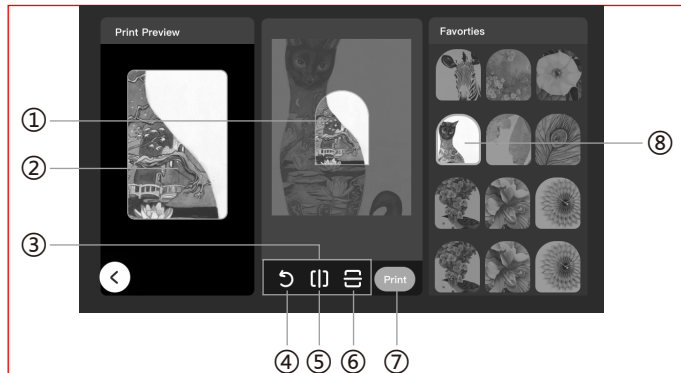 Print Preview
Favorties
①
②
⑧
③
Print
④ ⑤ ⑥ ⑦